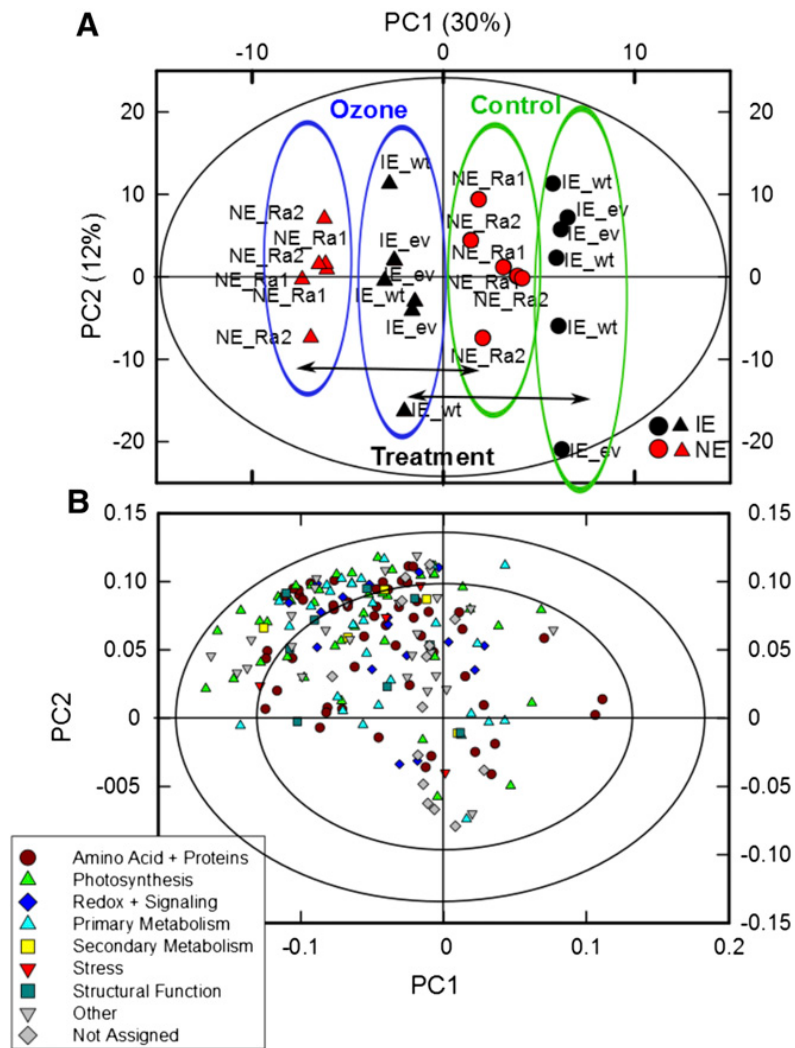 A
PC1 (30%)
-10 0 10
Ozone
Control
20 20
IE_wt
NE_Ra1
IE_wt
10 10
NE_Ra2
NE_Ra2
IE_ev
NE_Ra1
IE_ev
IE_ev
NE_Ra2
NE_Ra1
IE_wt
PC2 (12%)
0 0
NE_Ra1
IE_ev
NE_Ra1
NE_Ra1
IE_wt
NE_Ra2
IE_wt
IE_ev
NE_Ra2
NE_Ra2
-10 -10
IE_wt
IE
Treatment
IE_ev
NE
-20 -20
B
0.15 0.15
0.10 0.10
0.05 0.05
PC2
0 0
-005 -0.05
-0.10
-0.15
-0.1 0 0.1 0.2
PC1
Amino Acid + Proteins
Photosynthesis
Redox + Signaling
Primary Metabolism
Secondary Metabolism
Stress
Structural Function
Other
Not Assigned